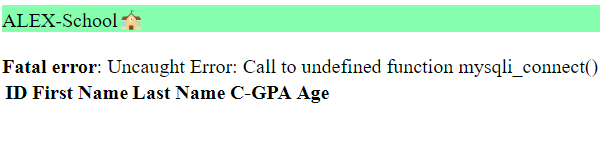 ALEX-School
Fatal error: Uncaught Error: Call to undefined function mysqli_connect()
ID First Name Last Name C-GPA Age